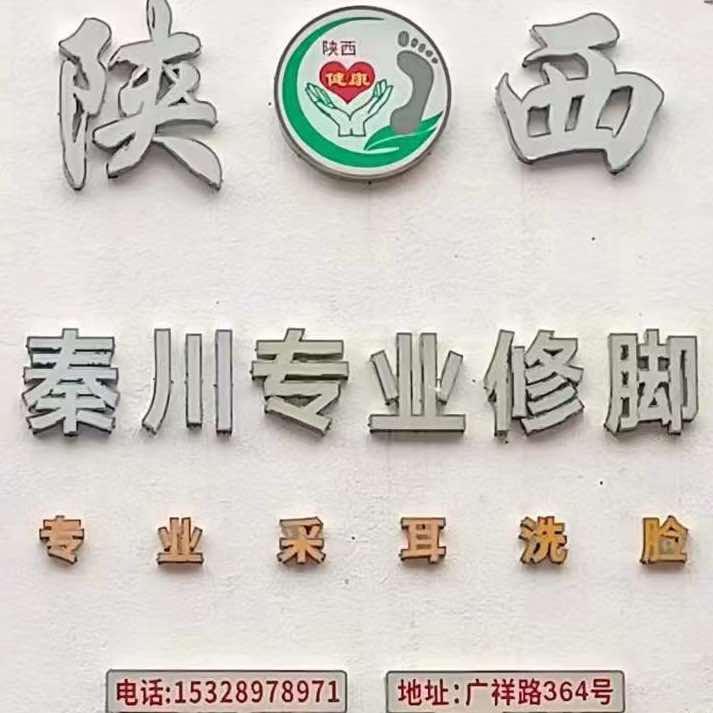 陕西
陕西
健康
秦川专业修脚
专业采耳洗脸
电话:15328978971
地址:广祥路364号